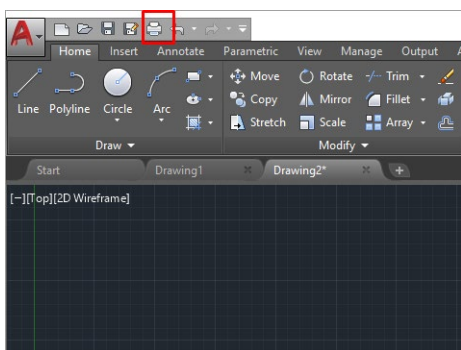 A
Home Insert Annotate Parametric View Manage Output
Move Rotate Trim
Line Polyline Circle Arc Copy Mirror Fillet
Stretch Scale Array
Draw Modify
Start Drawing1 Drawing2*
[−][Top][2D Wireframe]